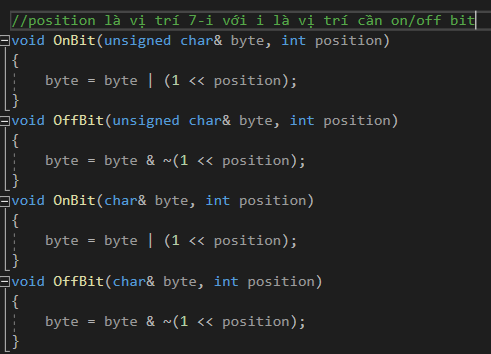 //position là vị trí 7-i với i là vị trí cần on/off bit
void OnBit(unsigned char& byte, int position)
{
    byte = byte | (1 << position);
}
void OffBit(unsigned char& byte, int position)
{
    byte = byte & ~(1 << position);
}
void OnBit(char& byte, int position)
{
    byte = byte | (1 << position);
}
void OffBit(char& byte, int position)
{
    byte = byte & ~(1 << position);
}